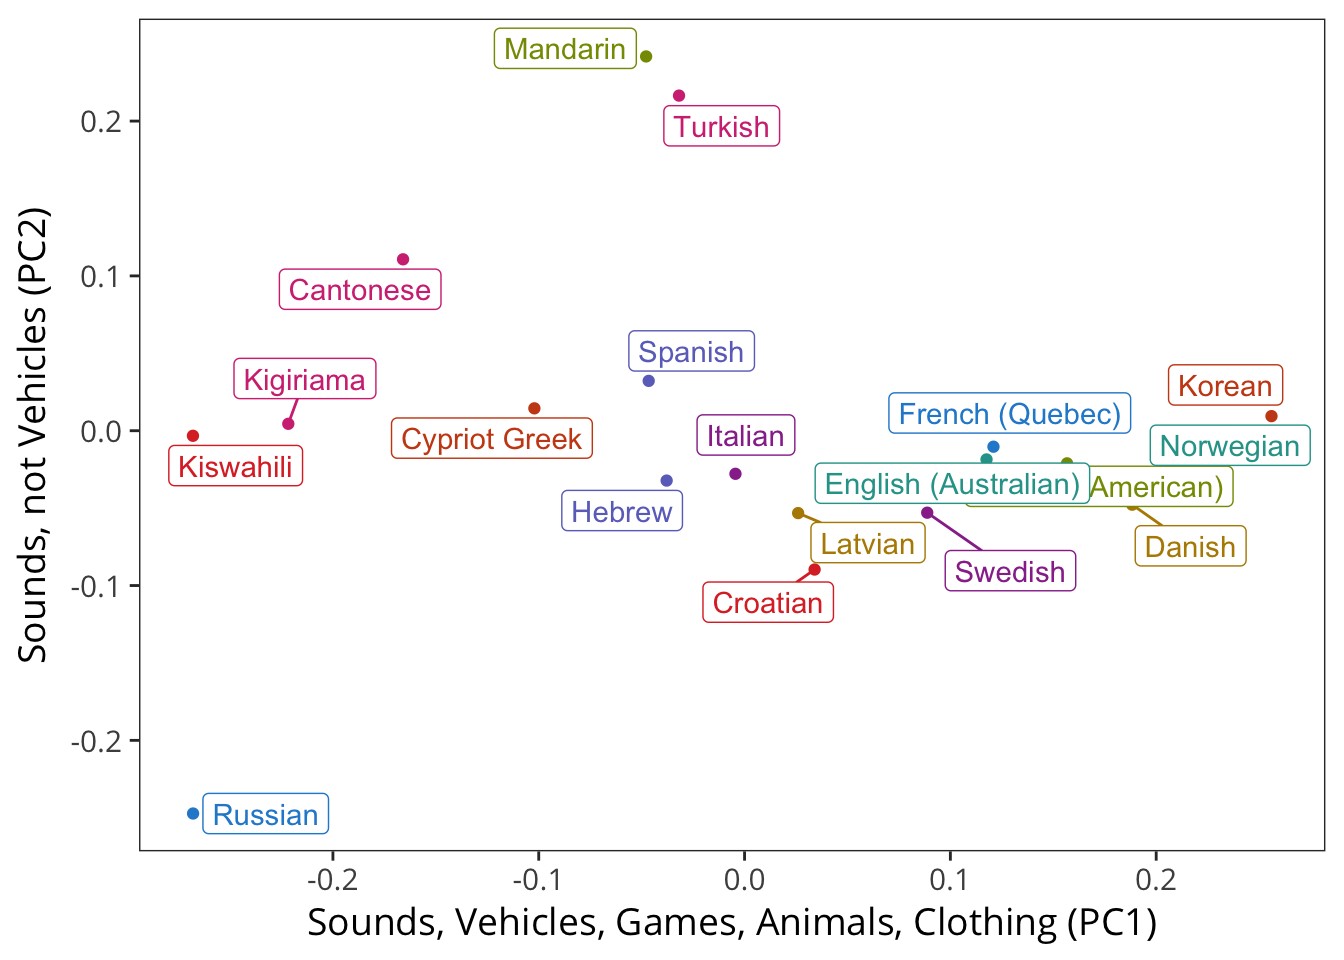 Mandarin
Turkish
0.2
Cantonese
0.1
Spanish
Kigiriama
Korean
French (Quebec)
Italian
Cypriot Greek
0.0
Norwegian
Kiswahili
English (Australian)
American)
Hebrew
Latvian
Danish
Swedish
-0.1
Croatian
-0.2
Russian
Sounds, not Vehicles (PC2)
-0.2
-0.1
0.0
0.1
0.2
Sounds, Vehicles, Games, Animals, Clothing (PC1)